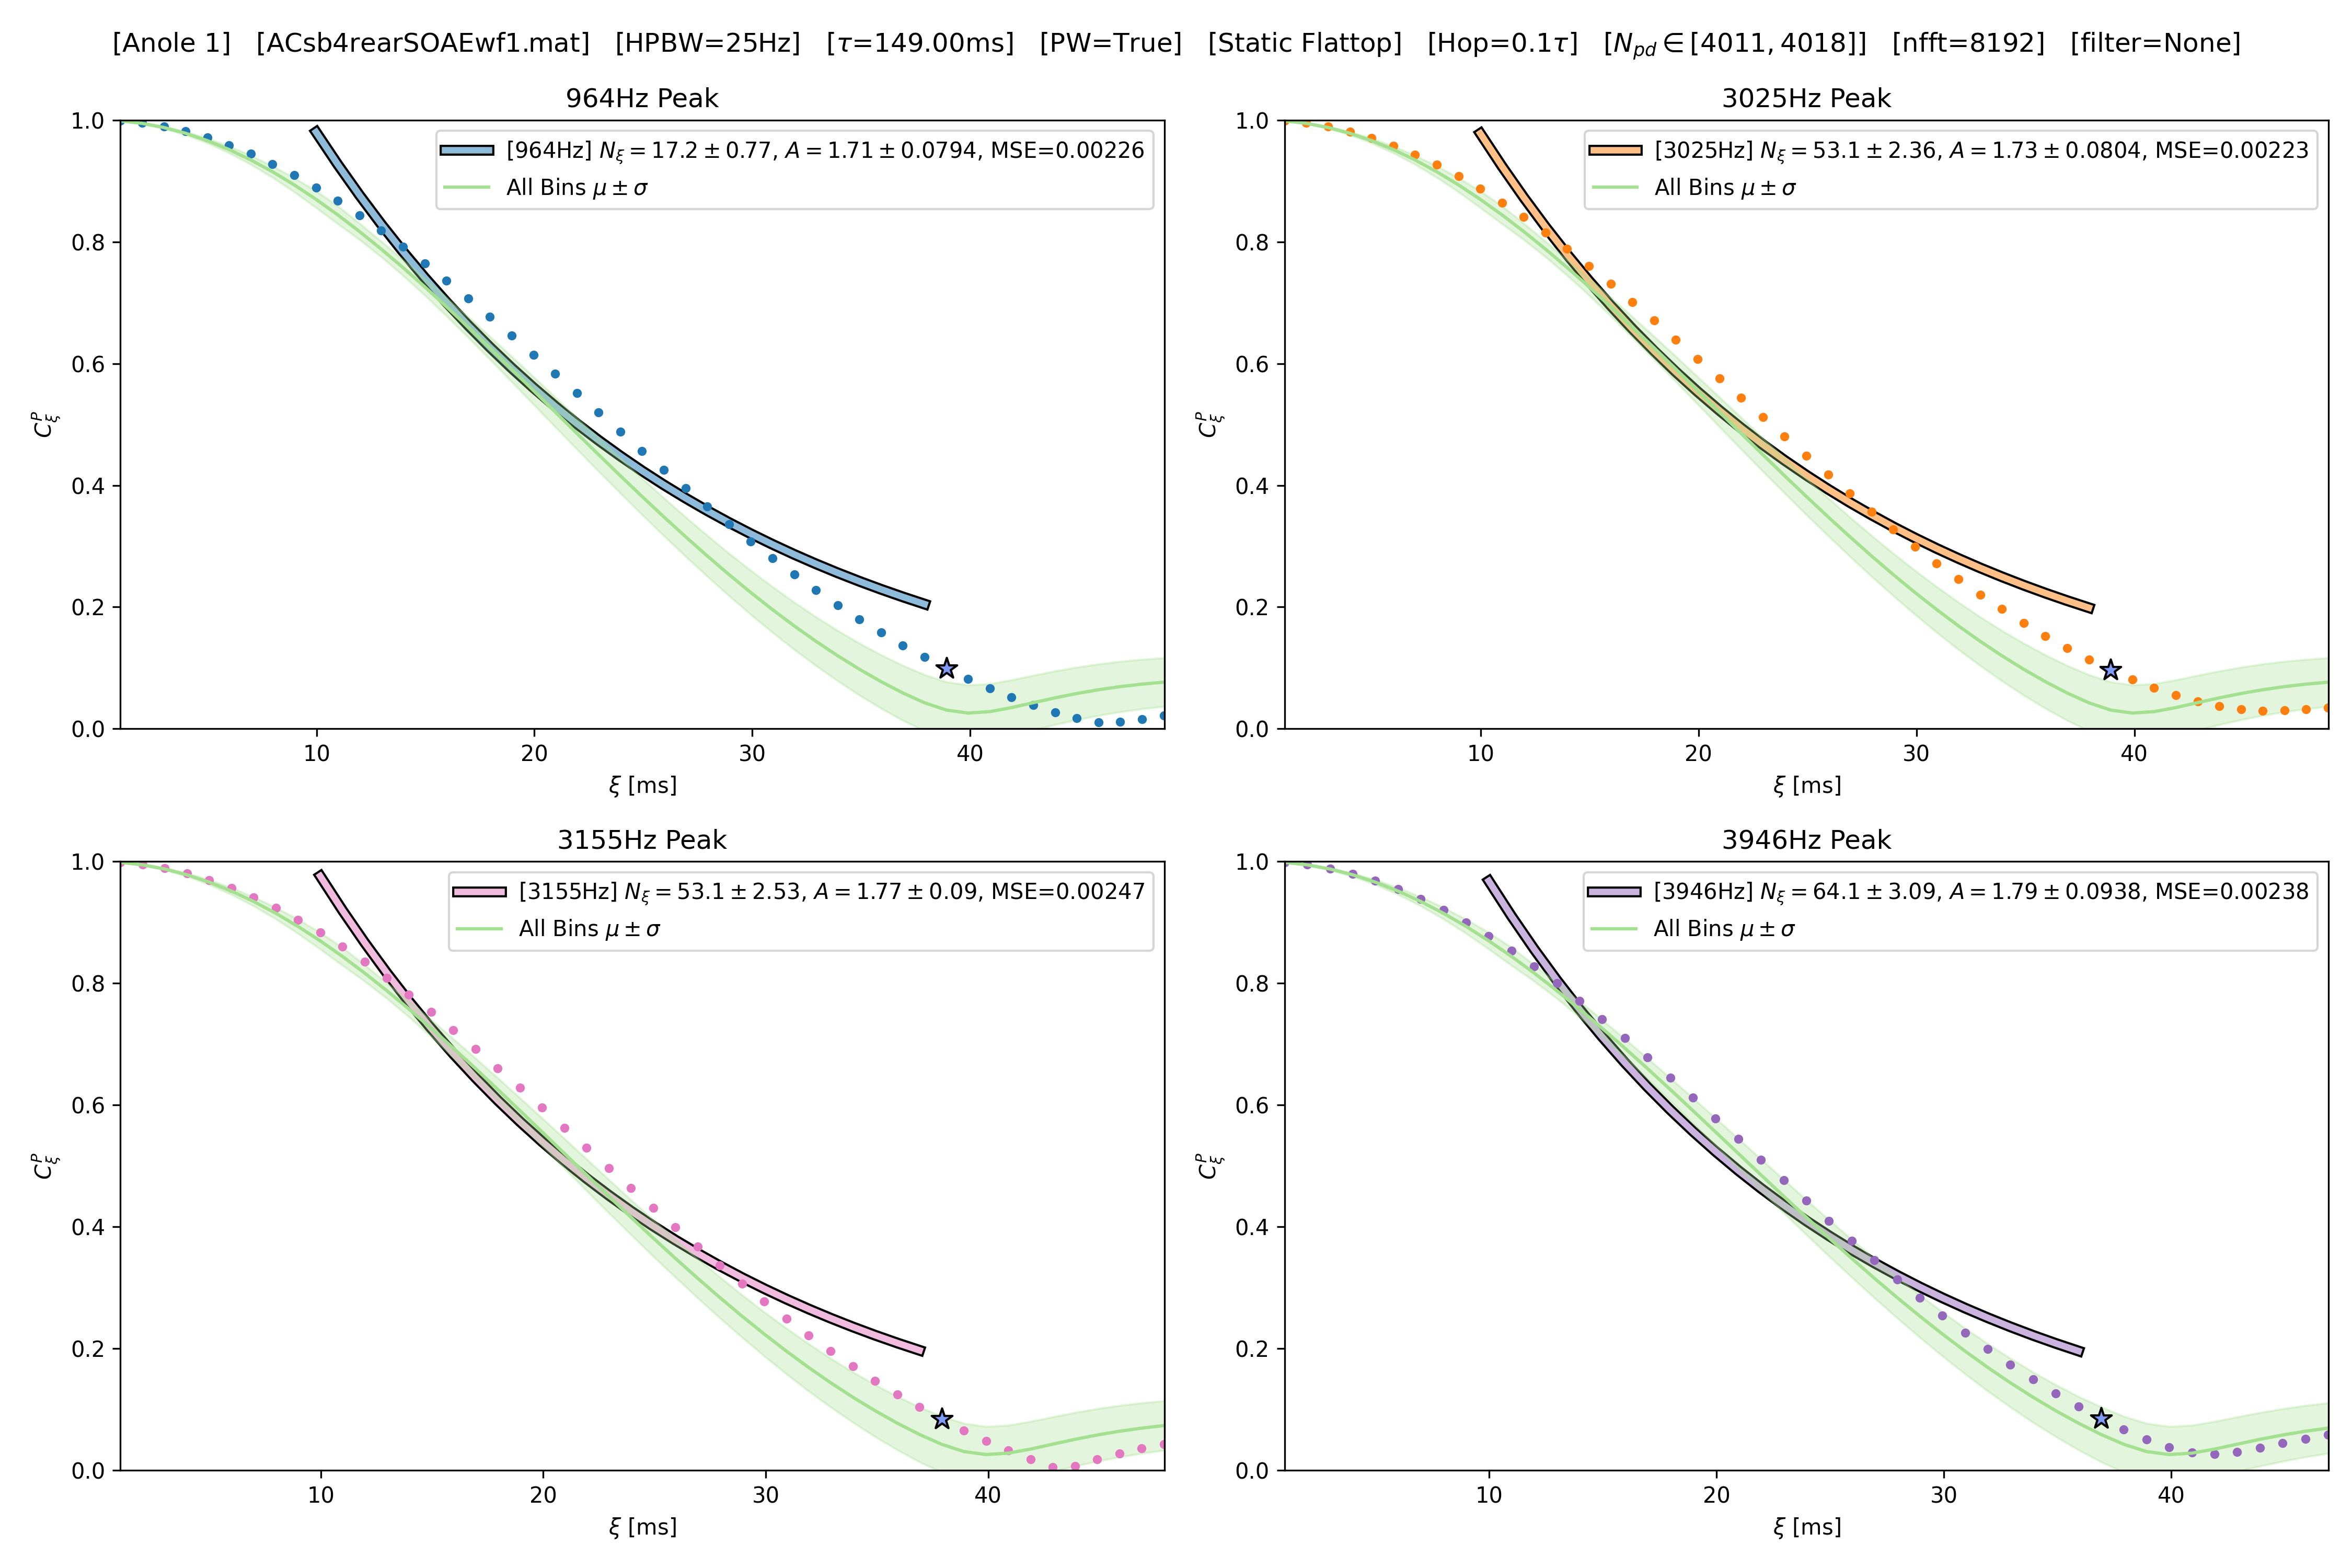 [Anole 1] [ACsb4rearSOAEwf1.mat] [HPBW=25Hz] [τ=149.00ms] [PW=True] [Static Flattop] [Hop=0.1τ] [N_pd ∈ [4011, 4018]] [nfft=8192] [filter=None]
964Hz Peak
[964Hz] N_ξ = 17.2 ± 0.77, A = 1.71 ± 0.0794, MSE=0.00226
All Bins μ ± σ
1.0
0.8
0.6
0.4
0.2
0.0
C_ξ^P
10 20 30 40
ξ [ms]
3025Hz Peak
[3025Hz] N_ξ = 53.1 ± 2.36, A = 1.73 ± 0.0804, MSE=0.00223
All Bins μ ± σ
1.0
0.8
0.6
0.4
0.2
0.0
C_ξ^P
10 20 30 40
ξ [ms]
3155Hz Peak
[3155Hz] N_ξ = 53.1 ± 2.53, A = 1.77 ± 0.09, MSE=0.00247
All Bins μ ± σ
1.0
0.8
0.6
0.4
0.2
0.0
C_ξ^P
10 20 30 40
ξ [ms]
3946Hz Peak
[3946Hz] N_ξ = 64.1 ± 3.09, A = 1.79 ± 0.0938, MSE=0.00238
All Bins μ ± σ
1.0
0.8
0.6
0.4
0.2
0.0
C_ξ^P
10 20 30 40
ξ [ms]